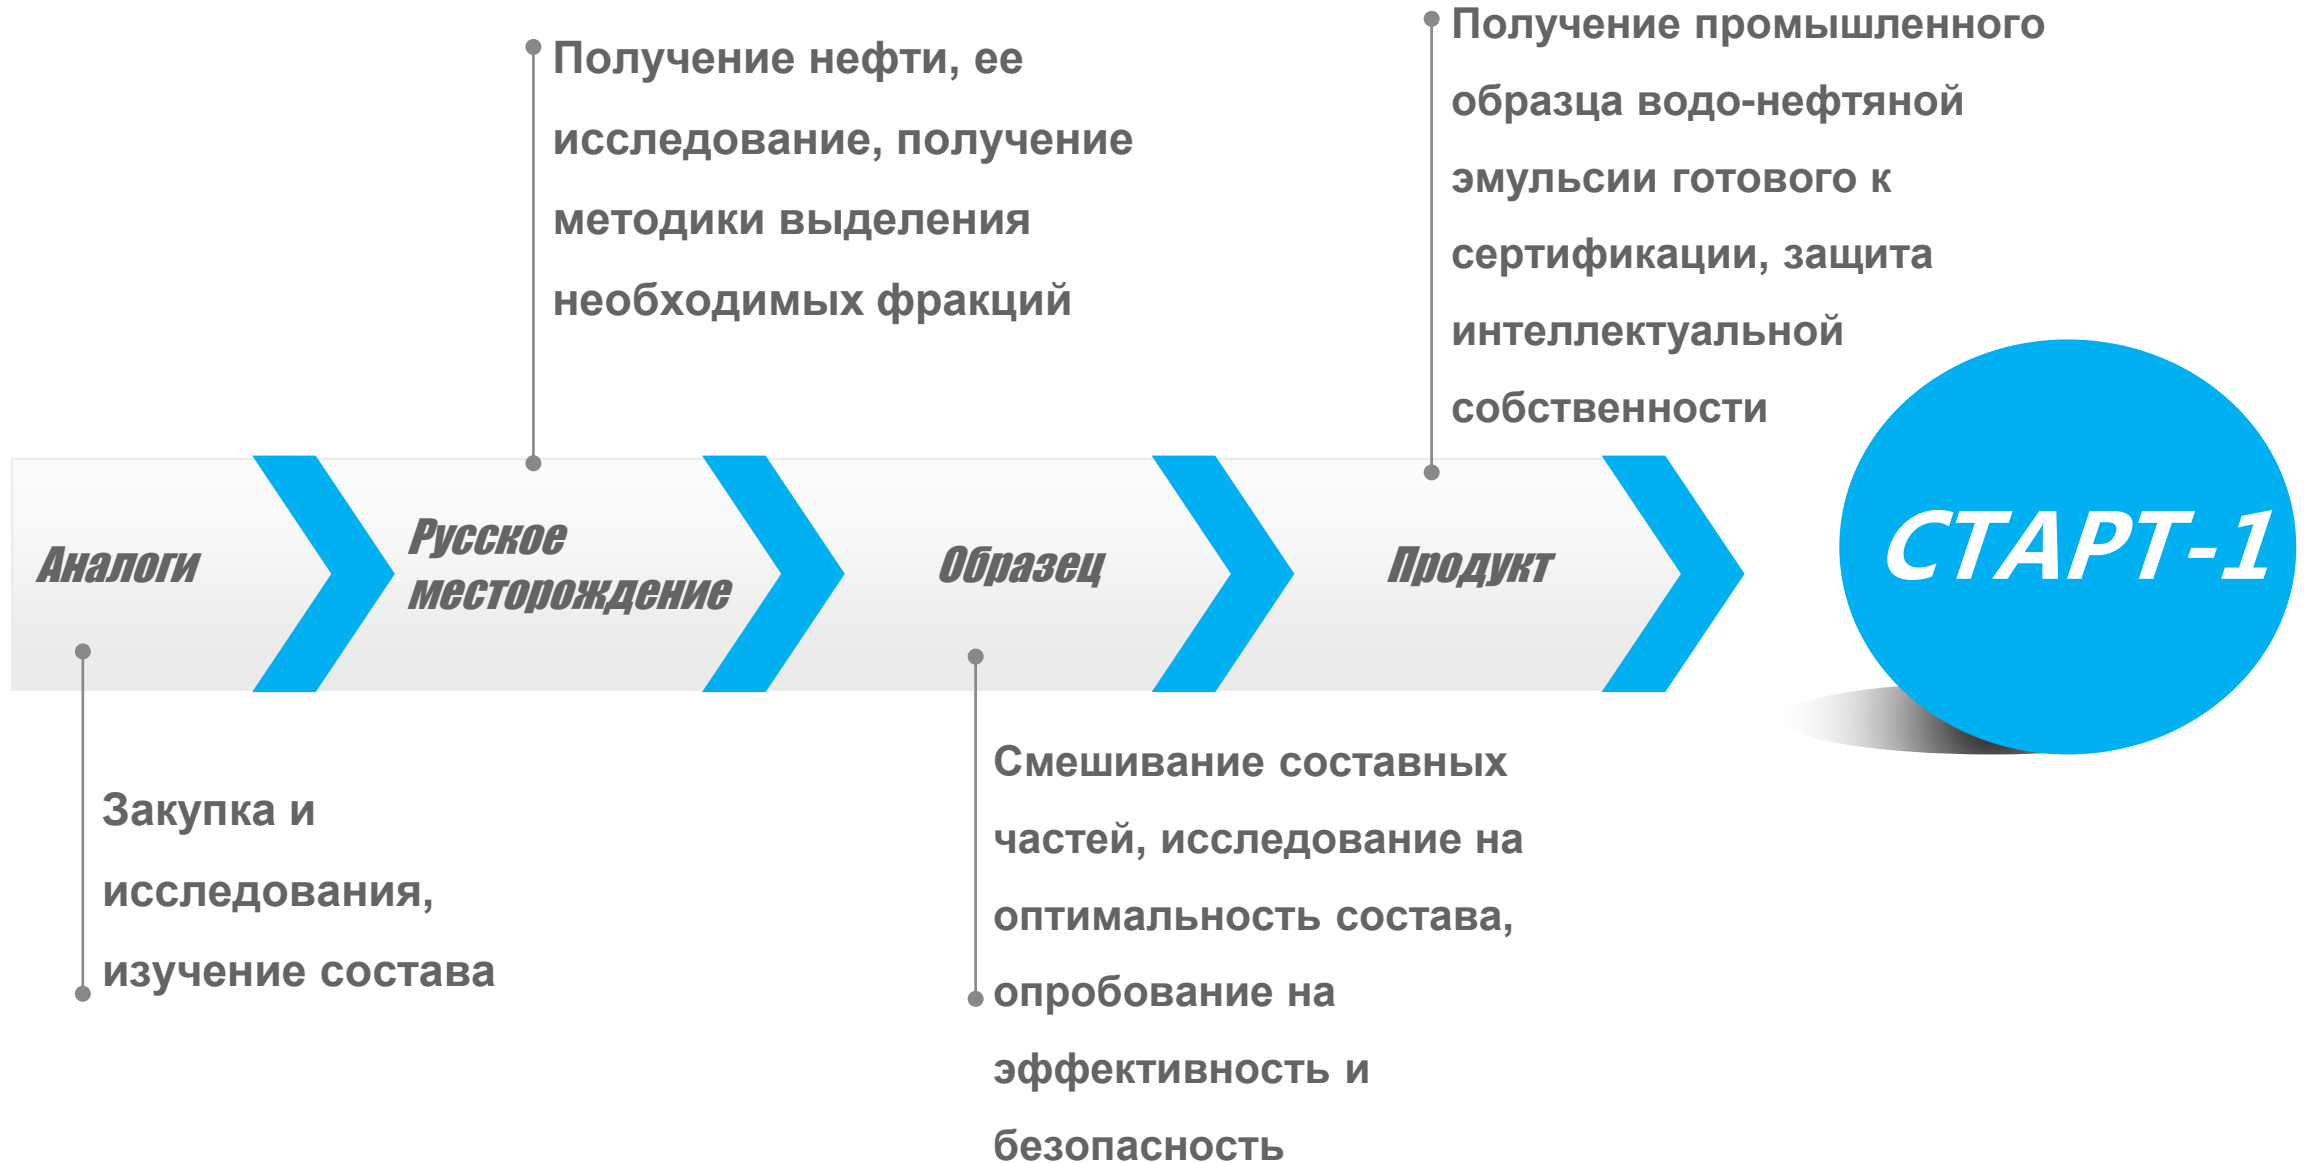 Получение нефти, ее
исследование, получение
методики выделения
необходимых фракций
Получение промышленного
образца водо-нефтяной
эмульсии готового к
сертификации, защита
интеллектуальной
собственности
Аналоги
Русское
месторождение
Образец
Продукт
СТАРТ-1
Закупка и
исследования,
изучение состава
Смешивание составных
частей, исследование на
оптимальность состава,
опробование на
эффективность и
безопасность